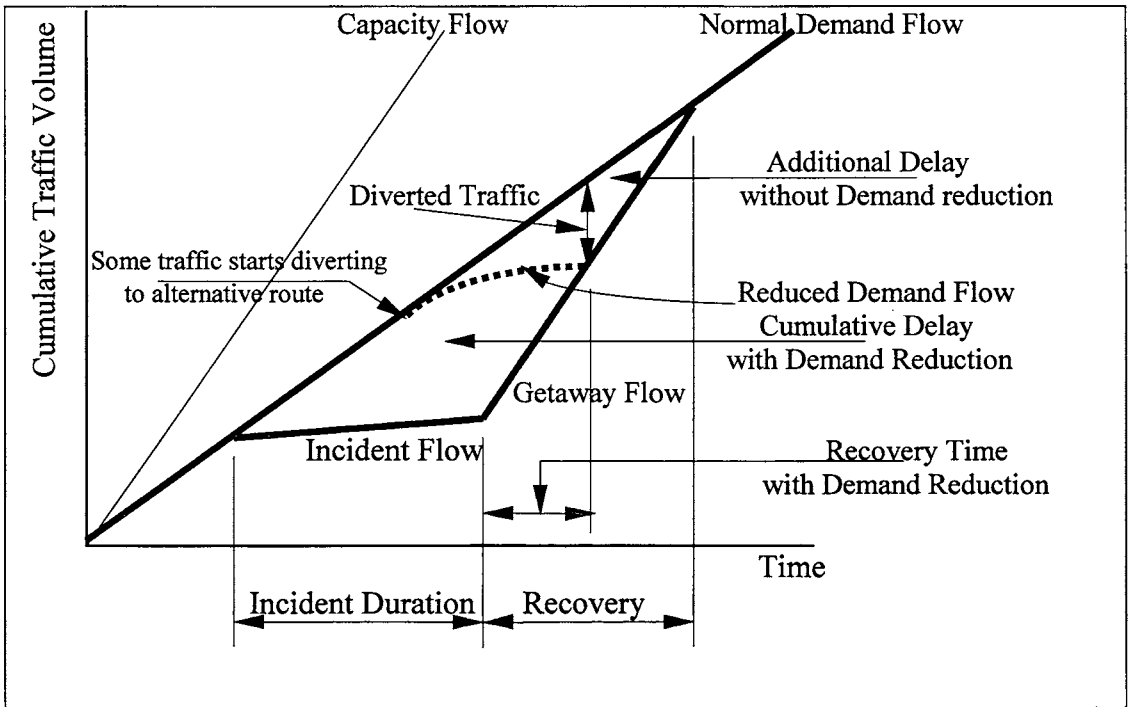 Capacity Flow
Normal Demand Flow
Cumulative Traffic Volume
Additional Delay
without Demand reduction
Diverted Traffic
Some traffic starts diverting
to alternative route
Reduced Demand Flow
Cumulative Delay
with Demand Reduction
Getaway Flow
Incident Flow
Recovery Time
with Demand Reduction
Time
Incident Duration
Recovery